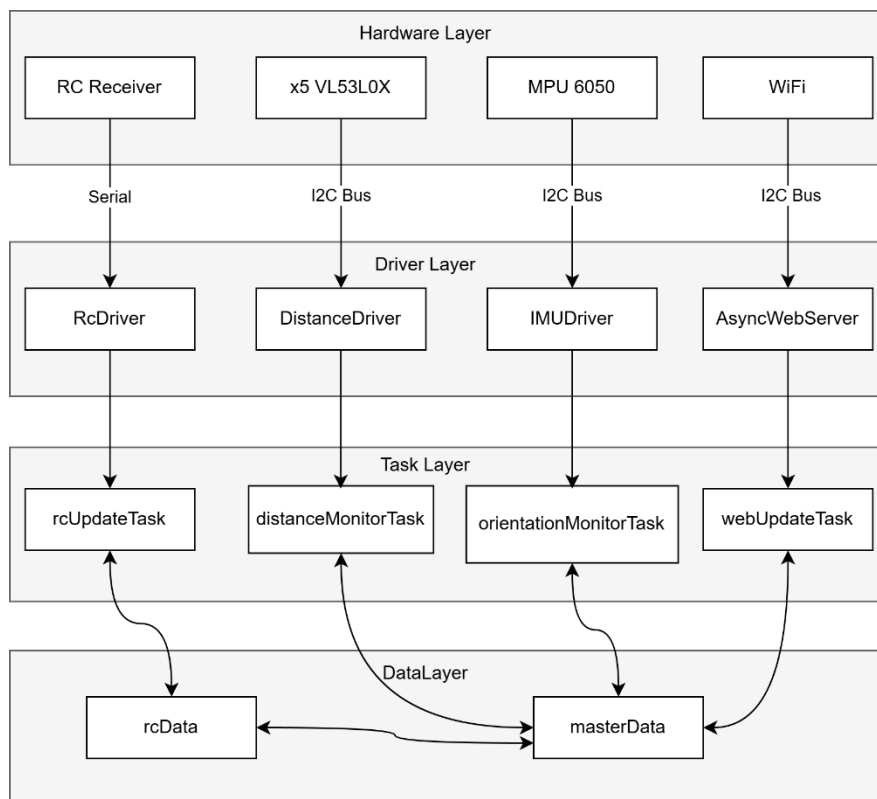 Hardware Layer
RC Receiver
x5 VL53L0X
MPU 6050
WiFi
Serial
I2C Bus
I2C Bus
I2C Bus
Driver Layer
RcDriver
DistanceDriver
IMUDriver
AsyncWebServer
Task Layer
rcUpdateTask
distanceMonitorTask
orientationMonitorTask
webUpdateTask
DataLayer
rcData
masterData